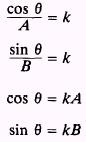 cos θ / A = k
sin θ / B = k
cos θ = kA
sin θ = kB